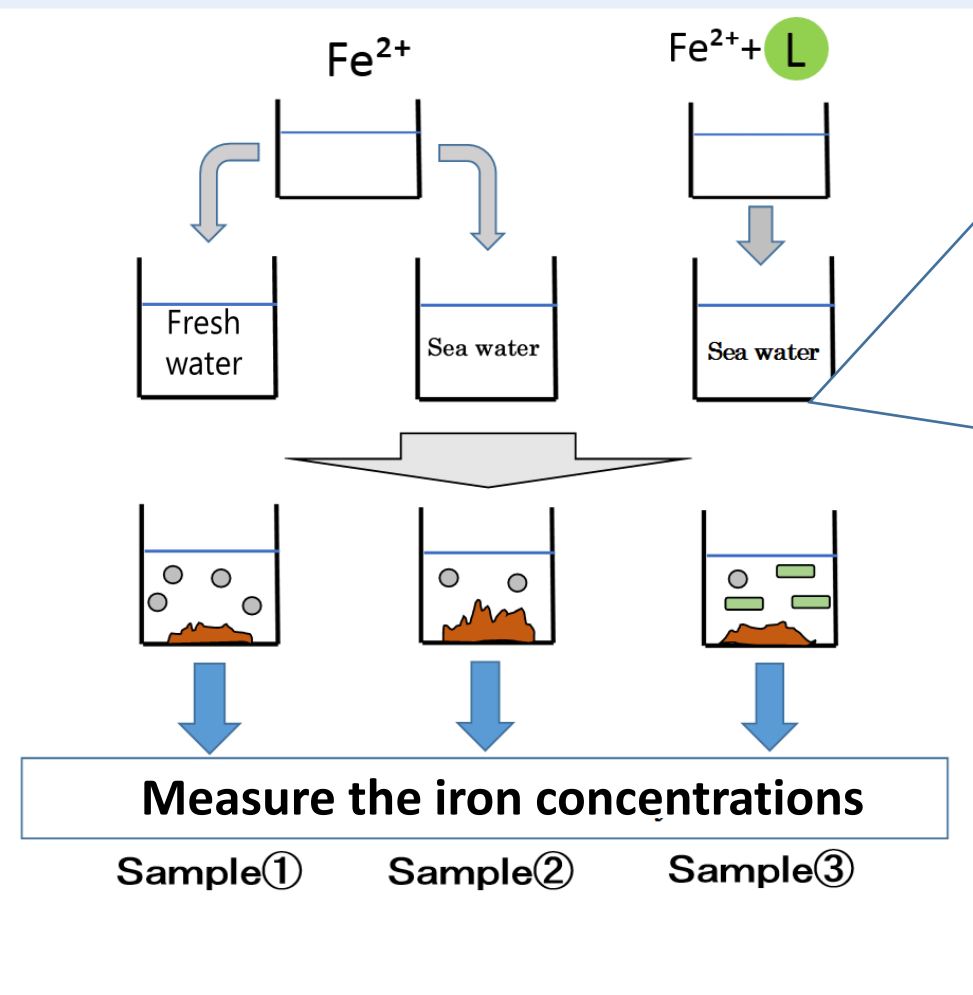 Fe²⁺
Fe²⁺+ L
Fresh
water
Sea water
Sea water
Measure the iron concentrations
Sample①
Sample②
Sample③